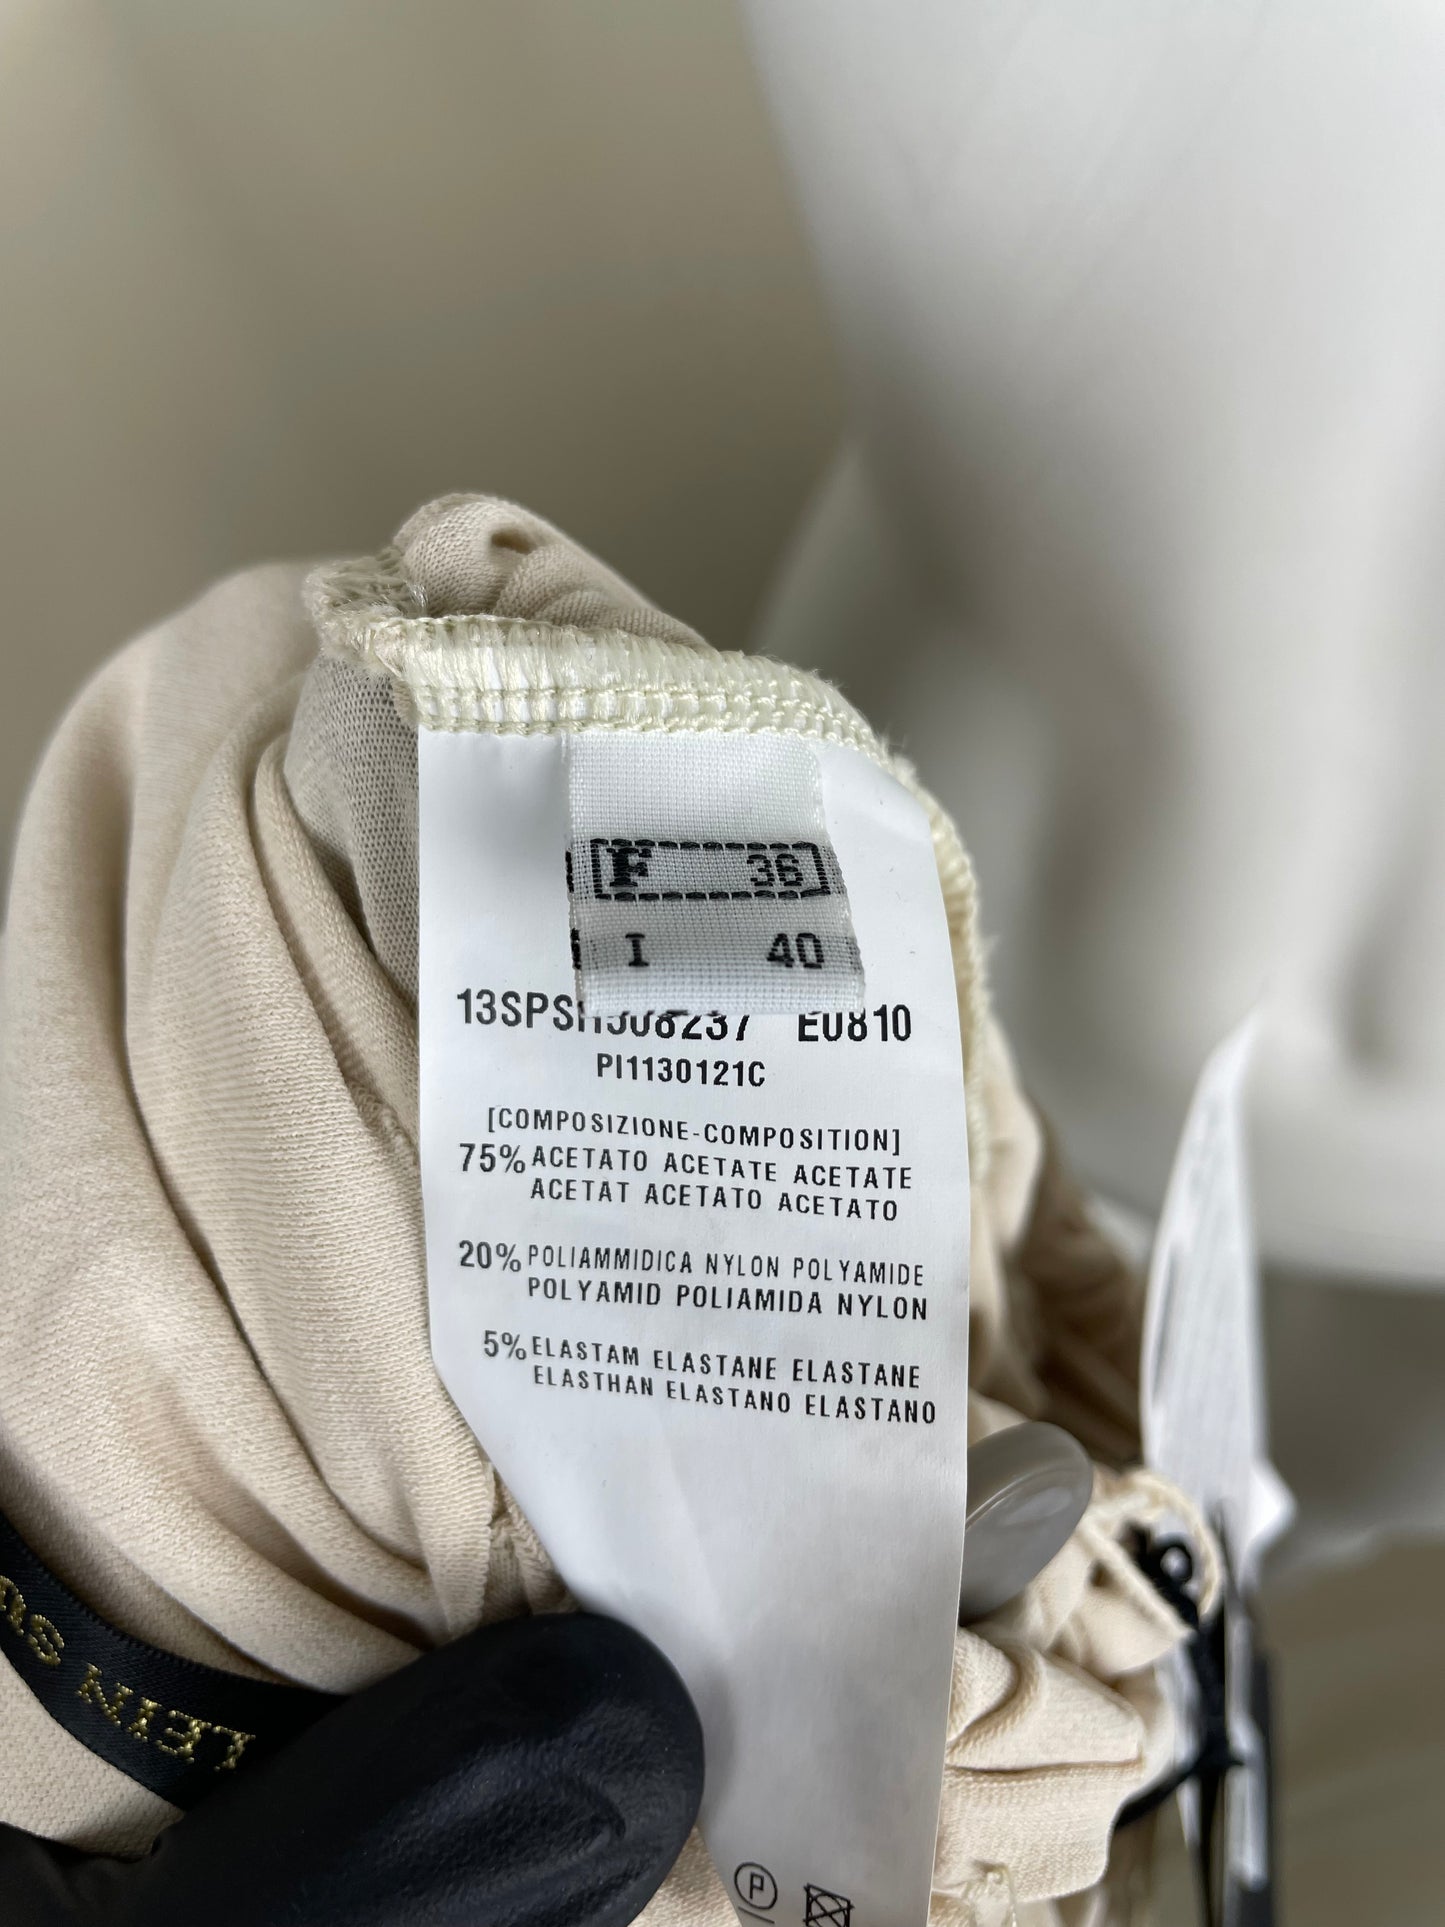 F 36
I 40
E0810
PI1130121C
[COMPOSIZIONE-COMPOSITION]
75% ACETATO ACETATE ACETATE
ACETAT ACETATO ACETATO
20% POLIAMMIDICA NYLON POLYAMIDE
POLYAMID POLIAMIDA NYLON
5% ELASTAM ELASTANE ELASTANE
ELASTHAN ELASTANO ELASTANO
P